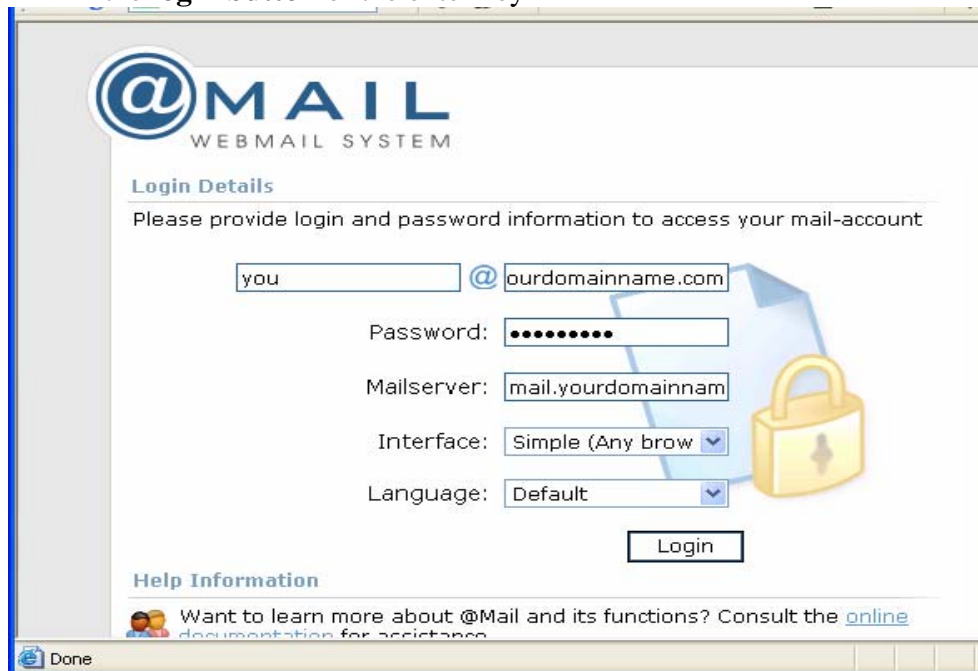 @MAIL
WEBMAIL SYSTEM
Login Details
Please provide login and password information to access your mail-account
you @ ourdomainname.com
Password: •••••••••
Mailserver: mail.yourdomainnam
Interface: Simple (Any brow
Language: Default
Login
Help Information
Want to learn more about @Mail and its functions? Consult the online
documentation for assistance
Done